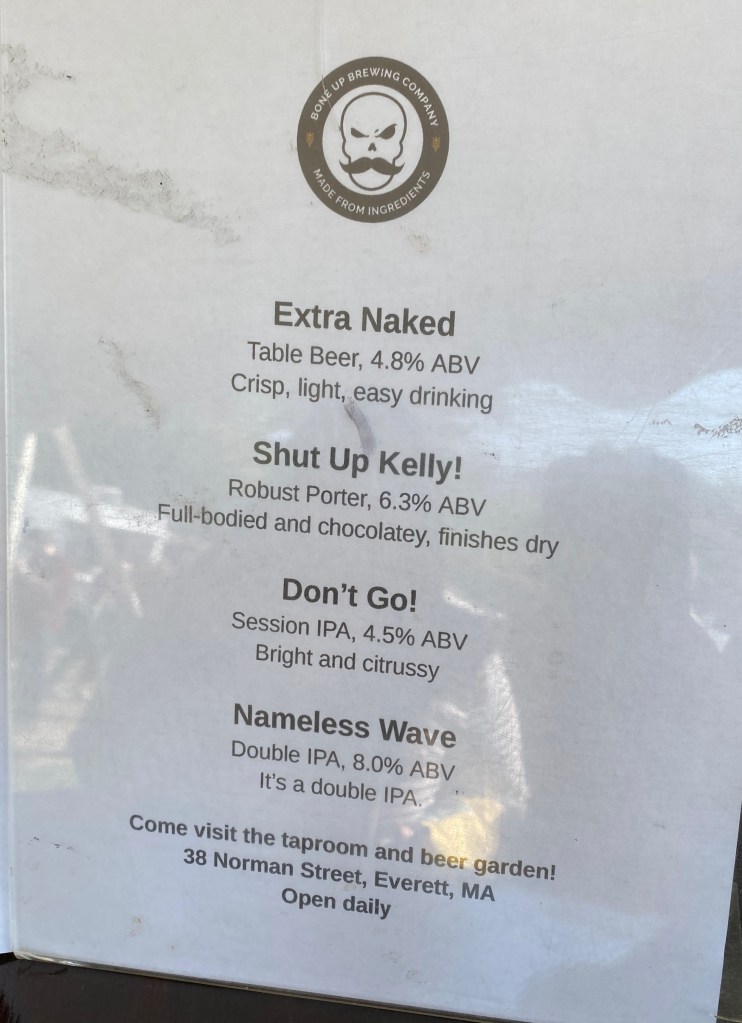 BONE UP BREWING COMPANY
MADE FROM INGREDIENTS
Extra Naked
Table Beer, 4.8% ABV
Crisp, light, easy drinking
Shut Up Kelly!
Robust Porter, 6.3% ABV
Full-bodied and chocolatey, finishes dry
Don’t Go!
Session IPA, 4.5% ABV
Bright and citrussy
Nameless Wave
Double IPA, 8.0% ABV
It’s a double IPA.
Come visit the taproom and beer garden!
38 Norman Street, Everett, MA
Open daily